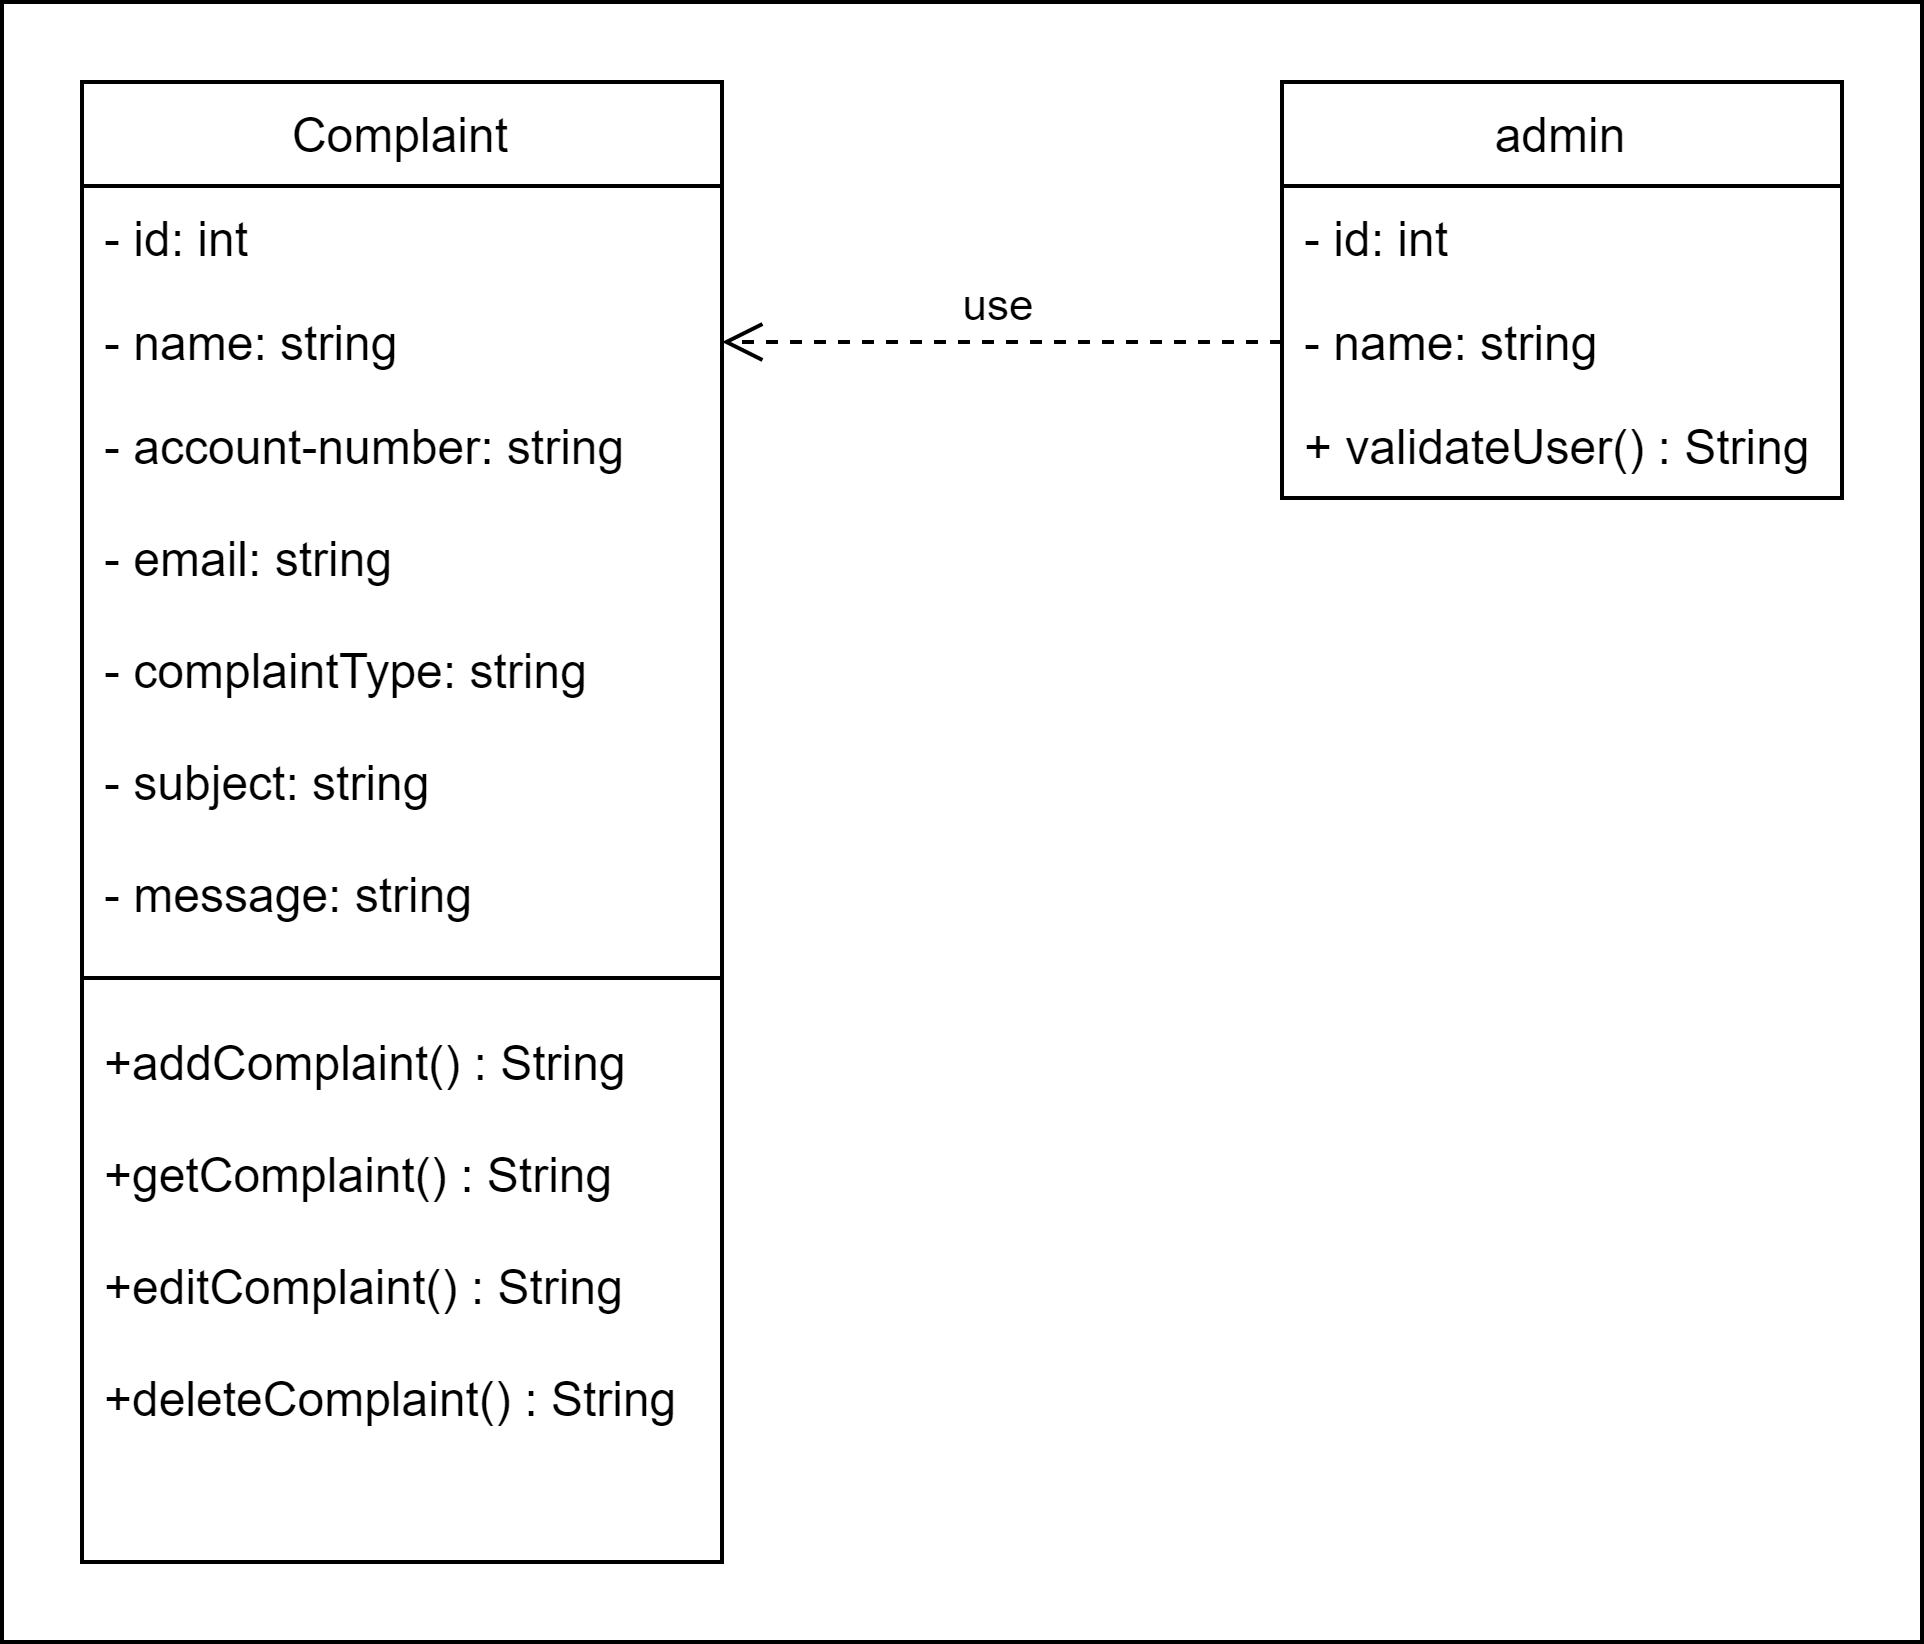 Complaint
- id: int
- name: string
- account-number: string
- email: string
- complaintType: string
- subject: string
- message: string
+addComplaint() : String
+getComplaint() : String
+editComplaint() : String
+deleteComplaint() : String
use
admin
- id: int
- name: string
+ validateUser() : String